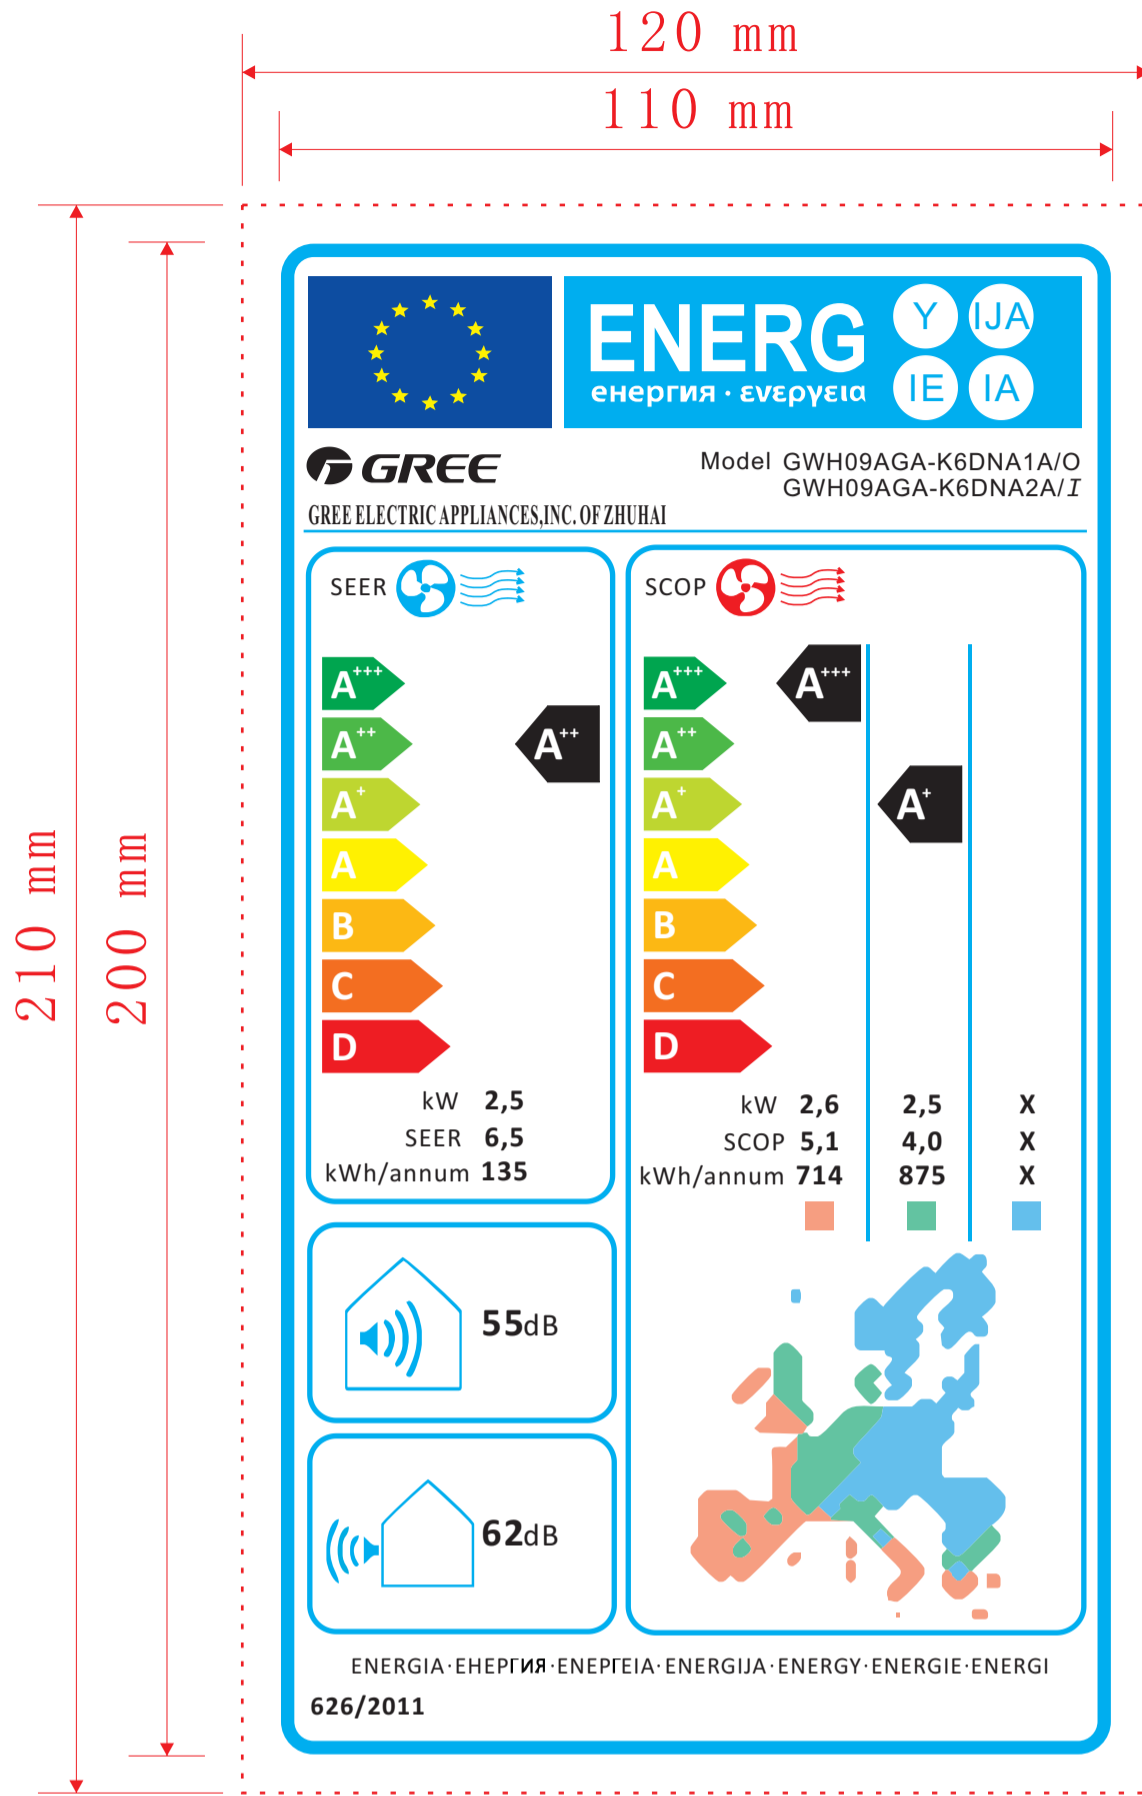 120 mm
110 mm
210 mm
200 mm
ENERG
енергия · ενεργεια
Y IJA
IE IA
GREE
Model GWH09AGA-K6DNA1A/O
GWH09AGA-K6DNA2A/I
GREE ELECTRIC APPLIANCES,INC. OF ZHUHAI
SEER
A+++
A++
A+
A
B
C
D
A++
kW 2,5
SEER 6,5
kWh/annum 135
SCOP
A+++
A++
A+
A
B
C
D
A+++
A+
kW 2,6 2,5 X
SCOP 5,1 4,0 X
kWh/annum 714 875 X
55dB
62dB
ENERGIA·ЕНЕРГИЯ·ΕΝΕΡΓΕΙΑ·ENERGIJA·ENERGY·ENERGIE·ENERGI
626/2011